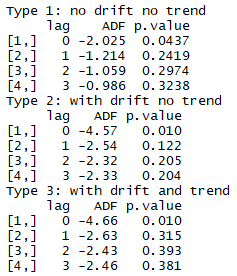 Type 1: no drift no trend
lag ADF p.value
[1,] 0 -2.025 0.0437
[2,] 1 -1.214 0.2419
[3,] 2 -1.059 0.2974
[4,] 3 -0.986 0.3238
Type 2: with drift no trend
lag ADF p.value
[1,] 0 -4.57 0.010
[2,] 1 -2.54 0.122
[3,] 2 -2.32 0.205
[4,] 3 -2.33 0.204
Type 3: with drift and trend
lag ADF p.value
[1,] 0 -4.66 0.010
[2,] 1 -2.63 0.315
[3,] 2 -2.43 0.393
[4,] 3 -2.46 0.381